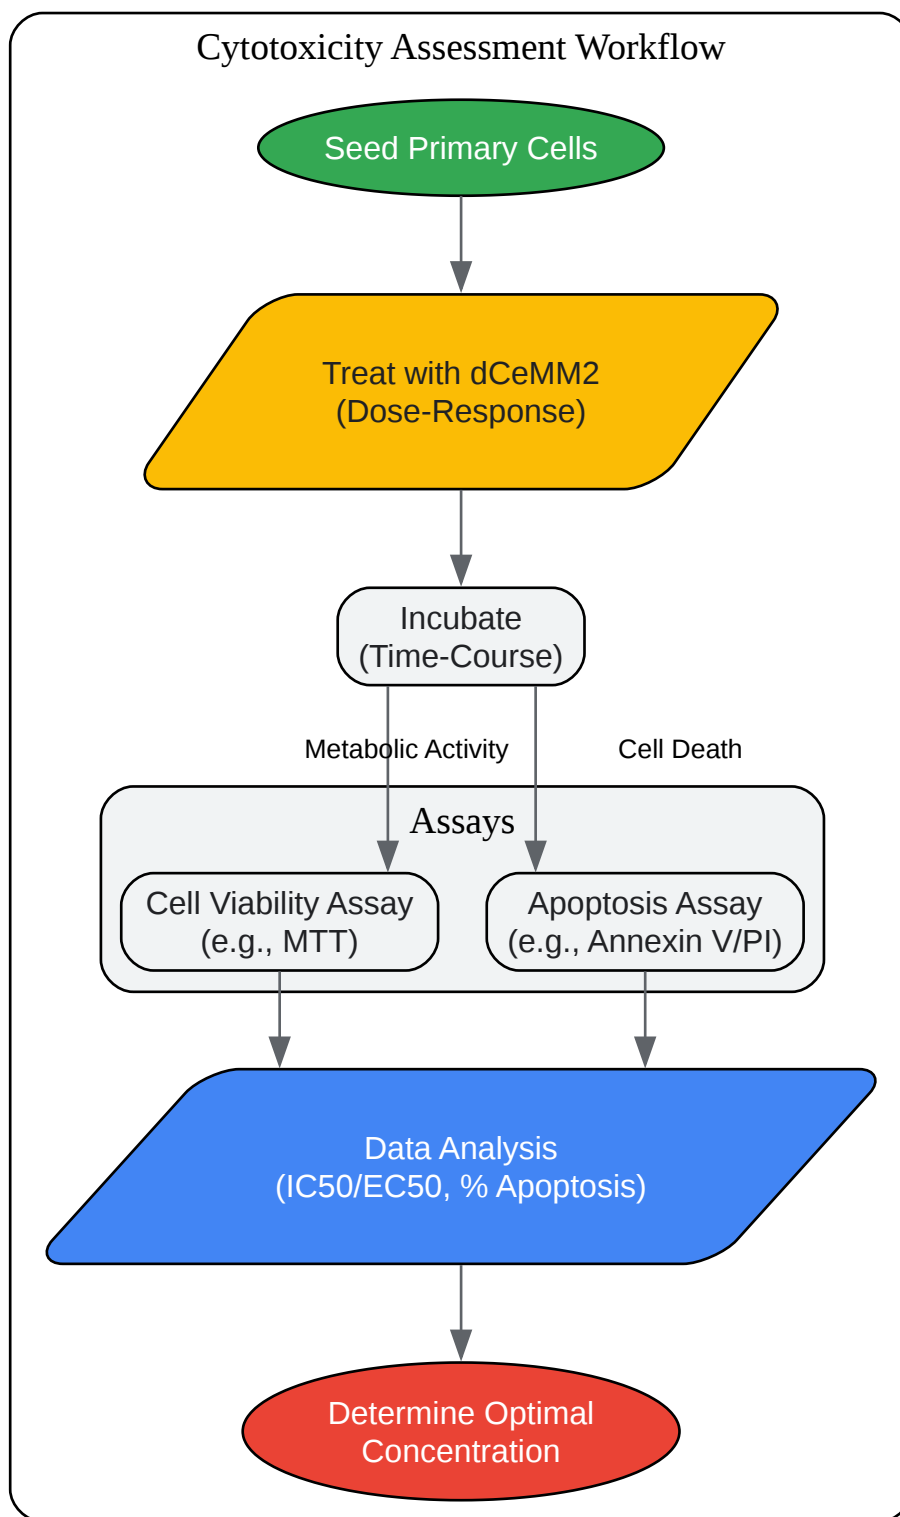 Cytotoxicity Assessment Workflow
Seed Primary Cells
Treat with dCeMM2
(Dose-Response)
Incubate
(Time-Course)
Metabolic Activity
Cell Death
Assays
Cell Viability Assay
(e.g., MTT)
Apoptosis Assay
(e.g., Annexin V/PI)
Data Analysis
(IC50/EC50, % Apoptosis)
Determine Optimal
Concentration